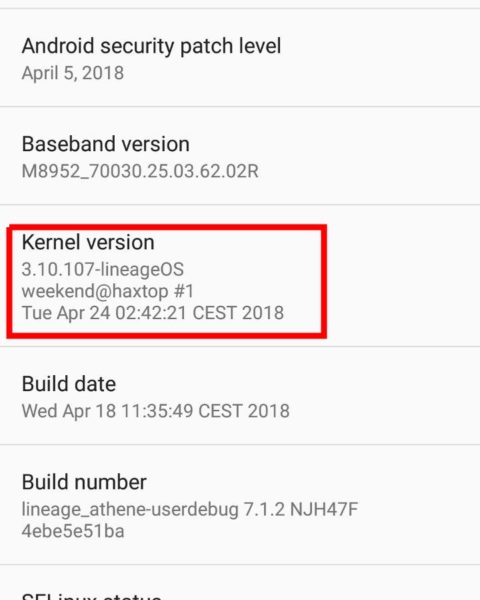 Android security patch level
April 5, 2018
Baseband version
M8952_70030.25.03.62.02R
Kernel version
3.10.107-lineageOS
weekend@haxtop #1
Tue Apr 24 02:42:21 CEST 2018
Build date
Wed Apr 18 11:35:49 CEST 2018
Build number
lineage_athene-userdebug 7.1.2 NJH47F
4ebe5e51ba
SELinux status